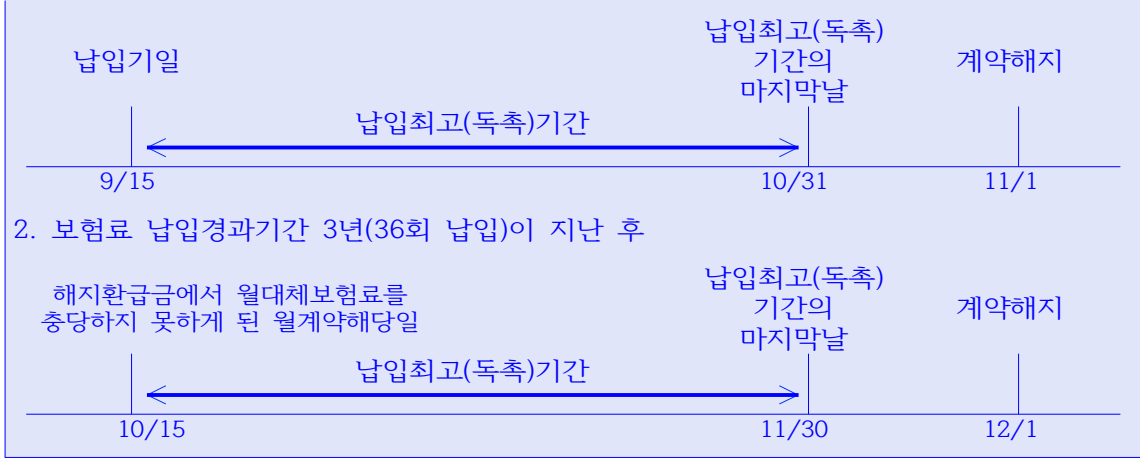 납입최고(독촉)
납입기일
기간의
계약해지
마지막날
납입최고(독촉)기간
9/15
10/31
11/1
2. 보험료 납입경과기간 3년(36회 납입)이 지난 후
납입최고(독촉)
해지환급금에서 월대체보험료를
기간의
계약해지
충당하지 못하게 된 월계약해당일
마지막날
납입최고(독촉)기간
10/15
11/30
12/1